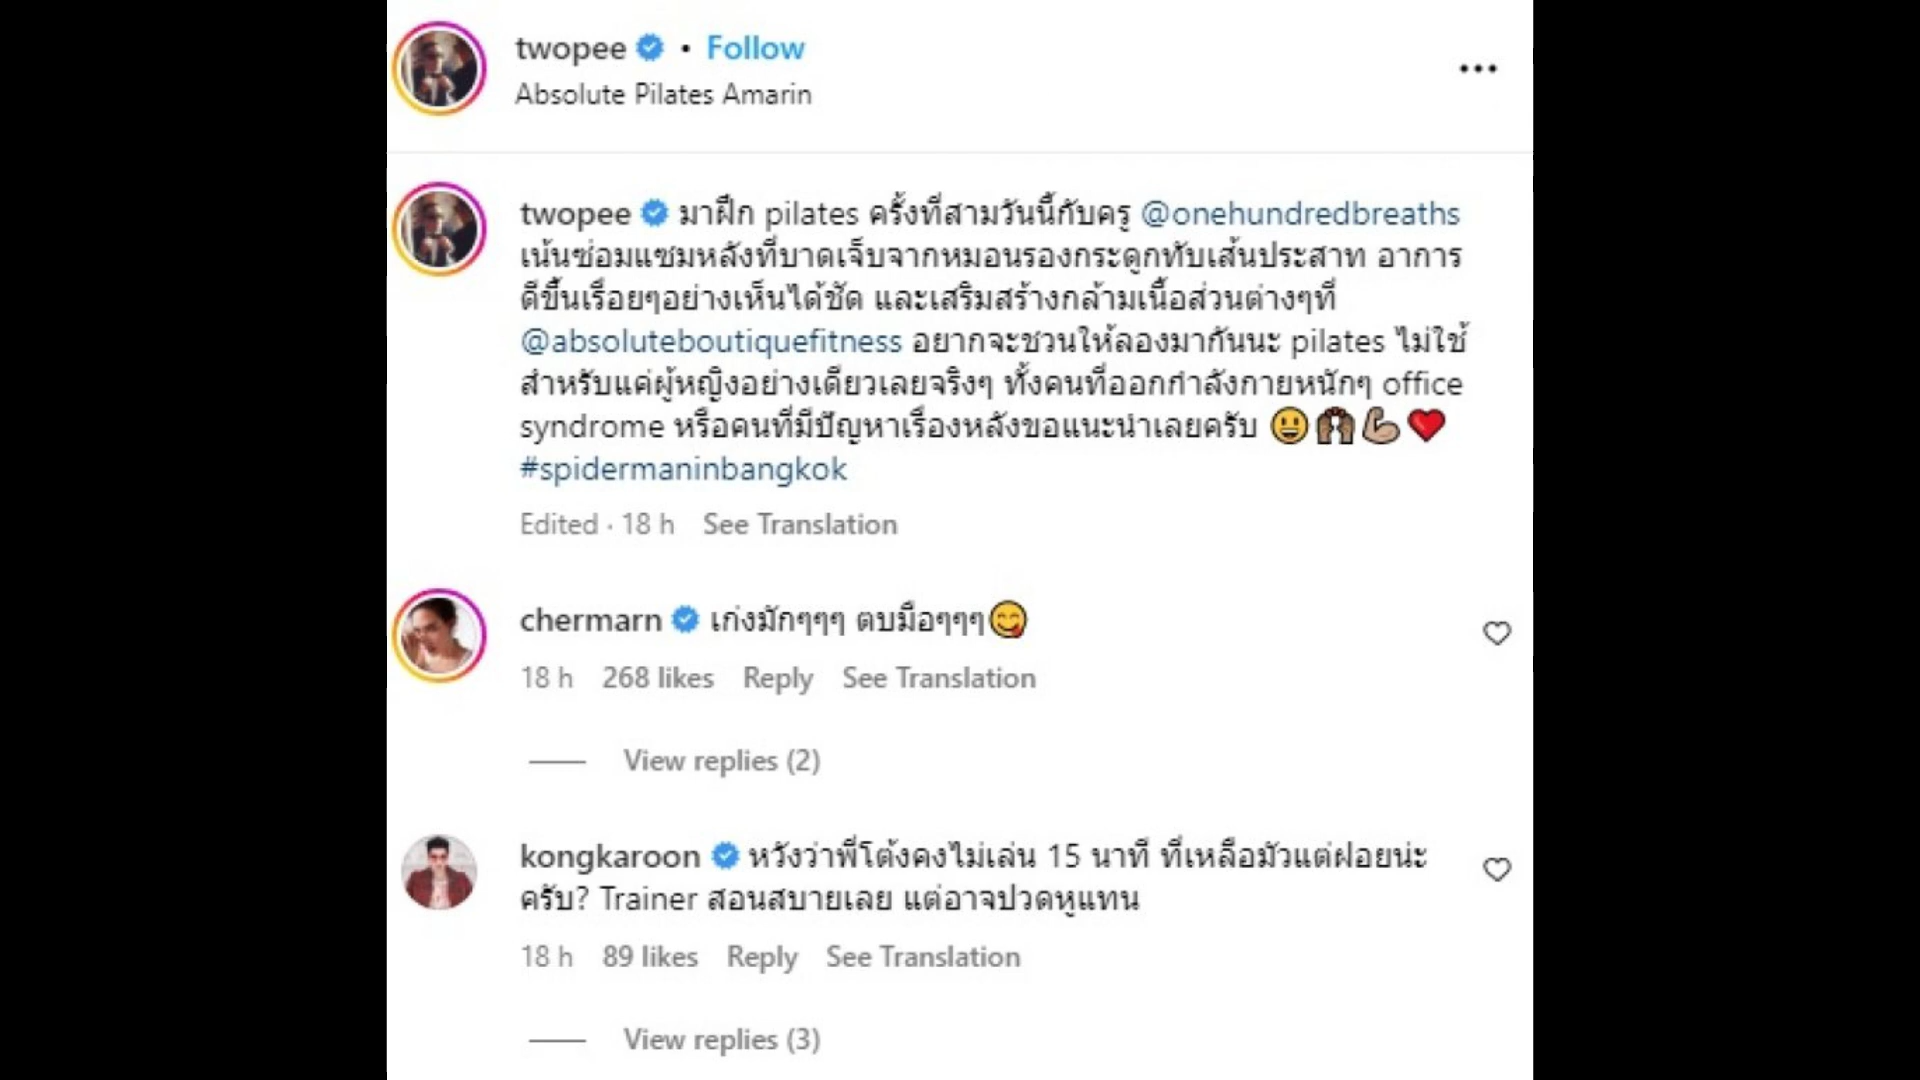 twopee • Follow
Absolute Pilates Amarin
twopee มาฝึก pilates ครั้งที่สามวันนี้กับครู @onehundredbreaths
เน้นซ่อมแซมหลังที่บาดเจ็บจากหมอนรองกระดูกทับเส้นประสาท อาการ
ดีขึ้นเรื่อยๆอย่างเห็นได้ชัด และเสริมสร้างกล้ามเนื้อส่วนต่างๆที่
@absoluteboutiquefitness อยากจะชวนให้ลองมากันนะ pilates ไม่ใช้
สำหรับแค่ผู้หญิงอย่างเดียวเลยจริงๆ ทั้งคนที่ออกกำลังกายหนักๆ office
syndrome หรือคนที่มีปัญหาเรื่องหลังขอแนะนำเลยครับ 😃🙌🏽💪🏽❤️
#spidermaninbangkok
Edited · 18 h See Translation
chermarn เก่งมักๆๆๆ ตบมือๆๆๆ😋
18 h 268 likes Reply See Translation
View replies (2)
kongkaroon หวังว่าพี่โต้งคงไม่เล่น 15 นาที ที่เหลือมัวแต่ฝอยน่ะ
ครับ? Trainer สอนสบายเลย แต่อาจปวดหูแทน
18 h 89 likes Reply See Translation
View replies (3)